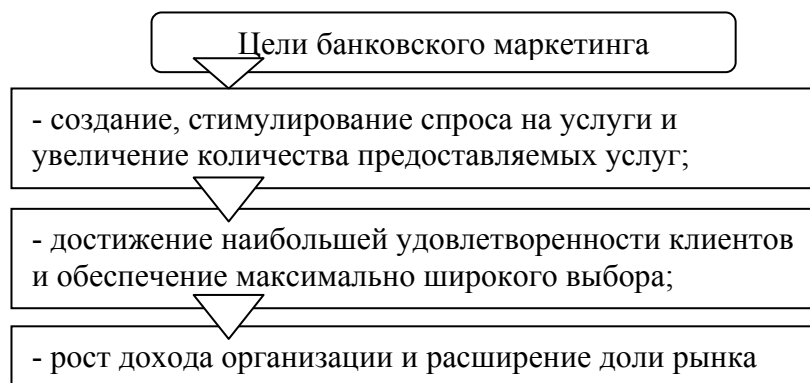 Цели банковского маркетинга
- создание, стимулирование спроса на услуги и
увеличение количества предоставляемых услуг;
- достижение наибольшей удовлетворенности клиентов
и обеспечение максимально широкого выбора;
- рост дохода организации и расширение доли рынка